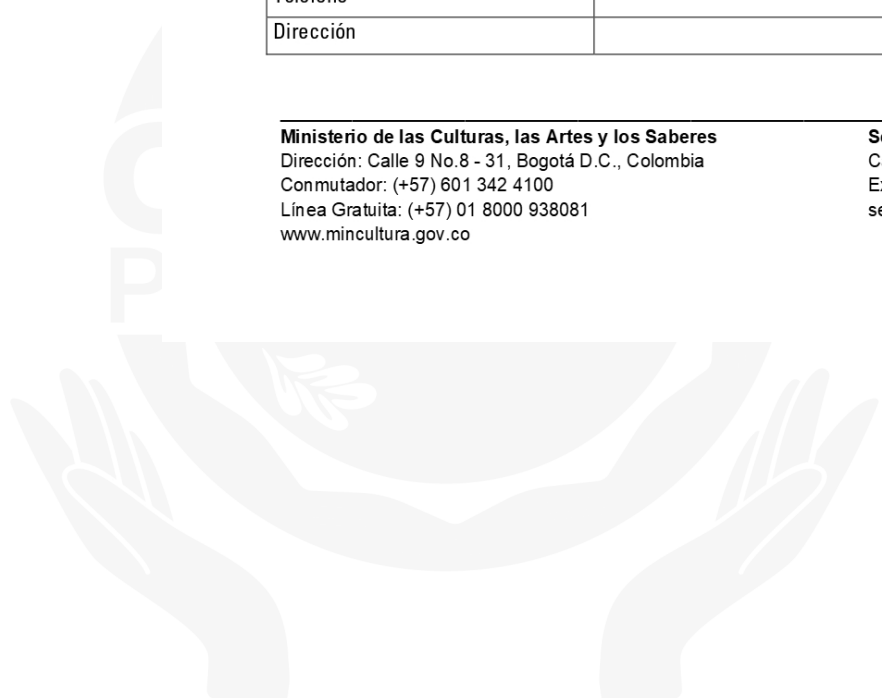 Teléfono
Dirección
Ministerio de las Culturas, las Artes y los Saberes
Dirección: Calle 9 No.8 - 31, Bogotá D.C., Colombia
Conmutador: (+57) 601 342 4100
Línea Gratuita: (+57) 01 8000 938081
www.mincultura.gov.co